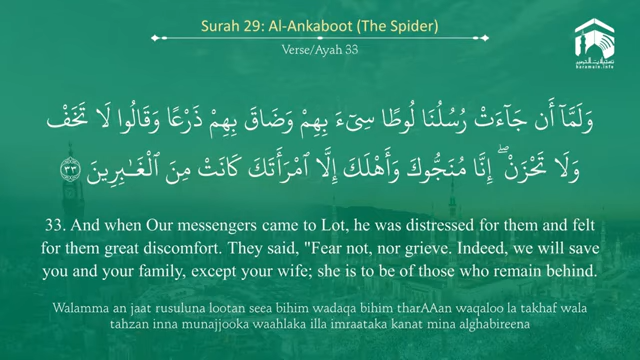 Surah 29: Al-Ankaboot (The Spider)
Verse/Ayah 33
haramain.info
وَلَمَّآ أَن جَآءَتْ رُسُلُنَا لُوطًا سِىٓءَ بِهِمْ وَضَاقَ بِهِمْ ذَرْعًا وَقَالُوا لَا تَخَفْ
وَلَا تَحْزَنْ ۖ إِنَّا مُنَجُّوكَ وَأَهْلَكَ إِلَّا ٱمْرَأَتَكَ كَانَتْ مِنَ ٱلْغَـٰبِرِينَ ٣٣
33. And when Our messengers came to Lot, he was distressed for them and felt
for them great discomfort. They said, "Fear not, nor grieve. Indeed, we will save
you and your family, except your wife; she is to be of those who remain behind.
Walamma an jaat rusuluna lootan seea bihim wadaqa bihim tharAAan waqaloo la takhaf wala
tahzan inna munajjooka waahlaka illa imraataka kanat mina alghabireena